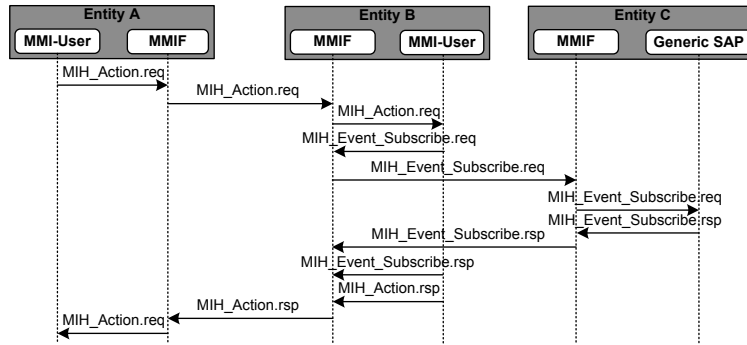 Entity A
Entity B
Entity C
MMI-User
MMIF
MMIF
MMI-User
MMIF
Generic SAP
MIH_Action.req
MIH_Action.req
MIH_Action.req
MIH_Event_Subscribe.req
MIH_Event_Subscribe.req
MIH_Event_Subscribe.req
MIH_Event_Subscribe.rsp
MIH_Event_Subscribe.rsp
MIH_Event_Subscribe.rsp
MIH_Action.rsp
MIH_Action.rsp
MIH_Action.req